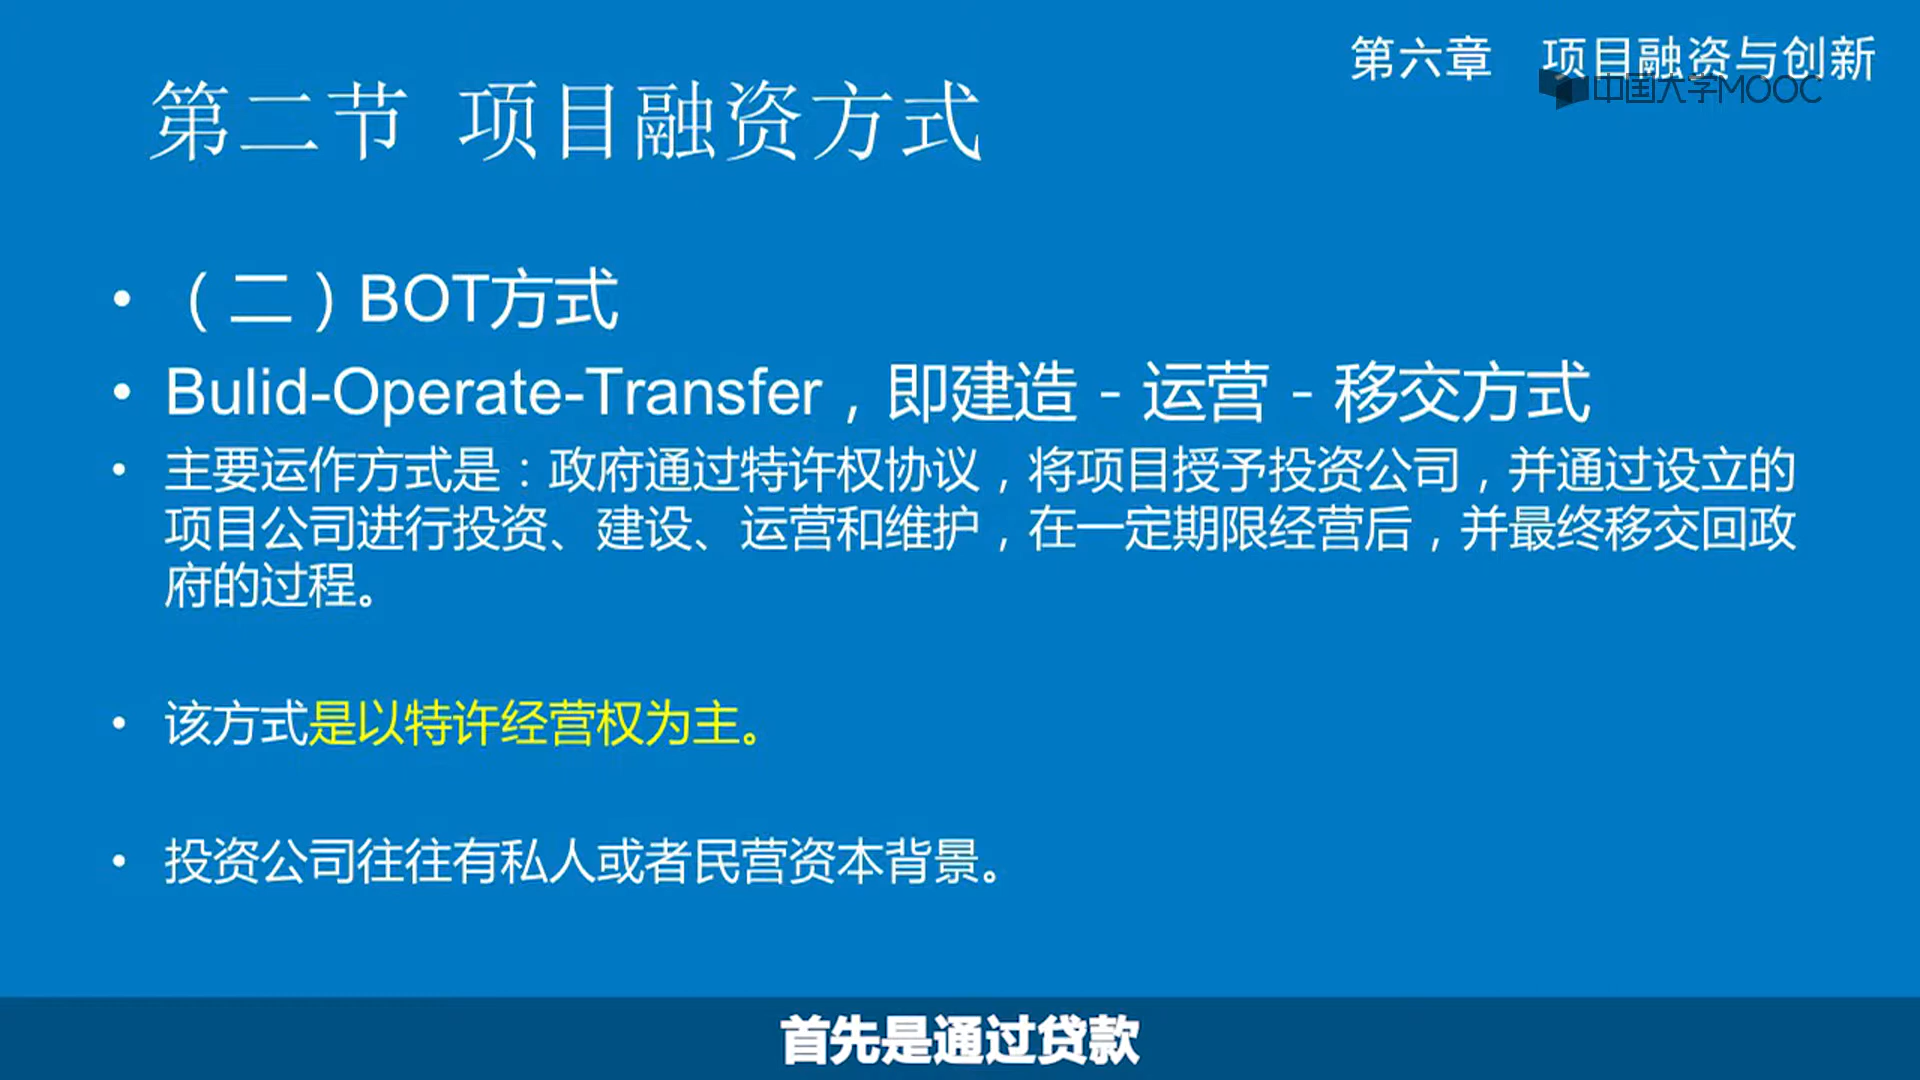 第六章 项目融资与创新
中国大学MOOC
第二节 项目融资方式
• （二）BOT方式
• Bulid-Operate-Transfer，即建造－运营－移交方式
• 主要运作方式是：政府通过特许权协议，将项目授予投资公司，并通过设立的
项目公司进行投资、建设、运营和维护，在一定期限经营后，并最终移交回政
府的过程。
• 该方式是以特许经营权为主。
• 投资公司往往有私人或者民营资本背景。
首先是通过贷款